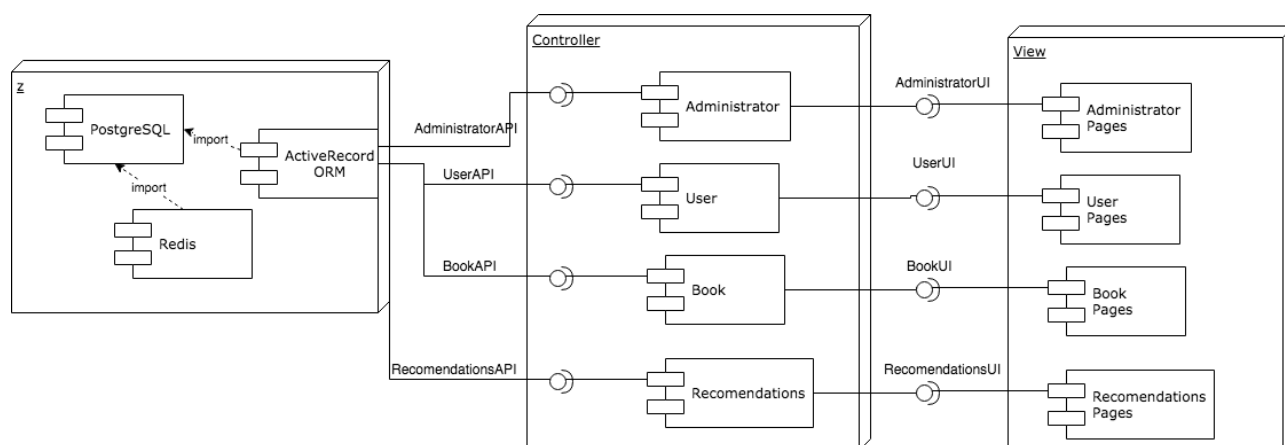 z
PostgreSQL
import
ActiveRecord
ORM
import
Redis
AdministratorAPI
UserAPI
BookAPI
RecomendationsAPI
Controller
Administrator
User
Book
Recomendations
AdministratorUI
UserUI
BookUI
RecomendationsUI
View
Administrator
Pages
User
Pages
Book
Pages
Recomendations
Pages